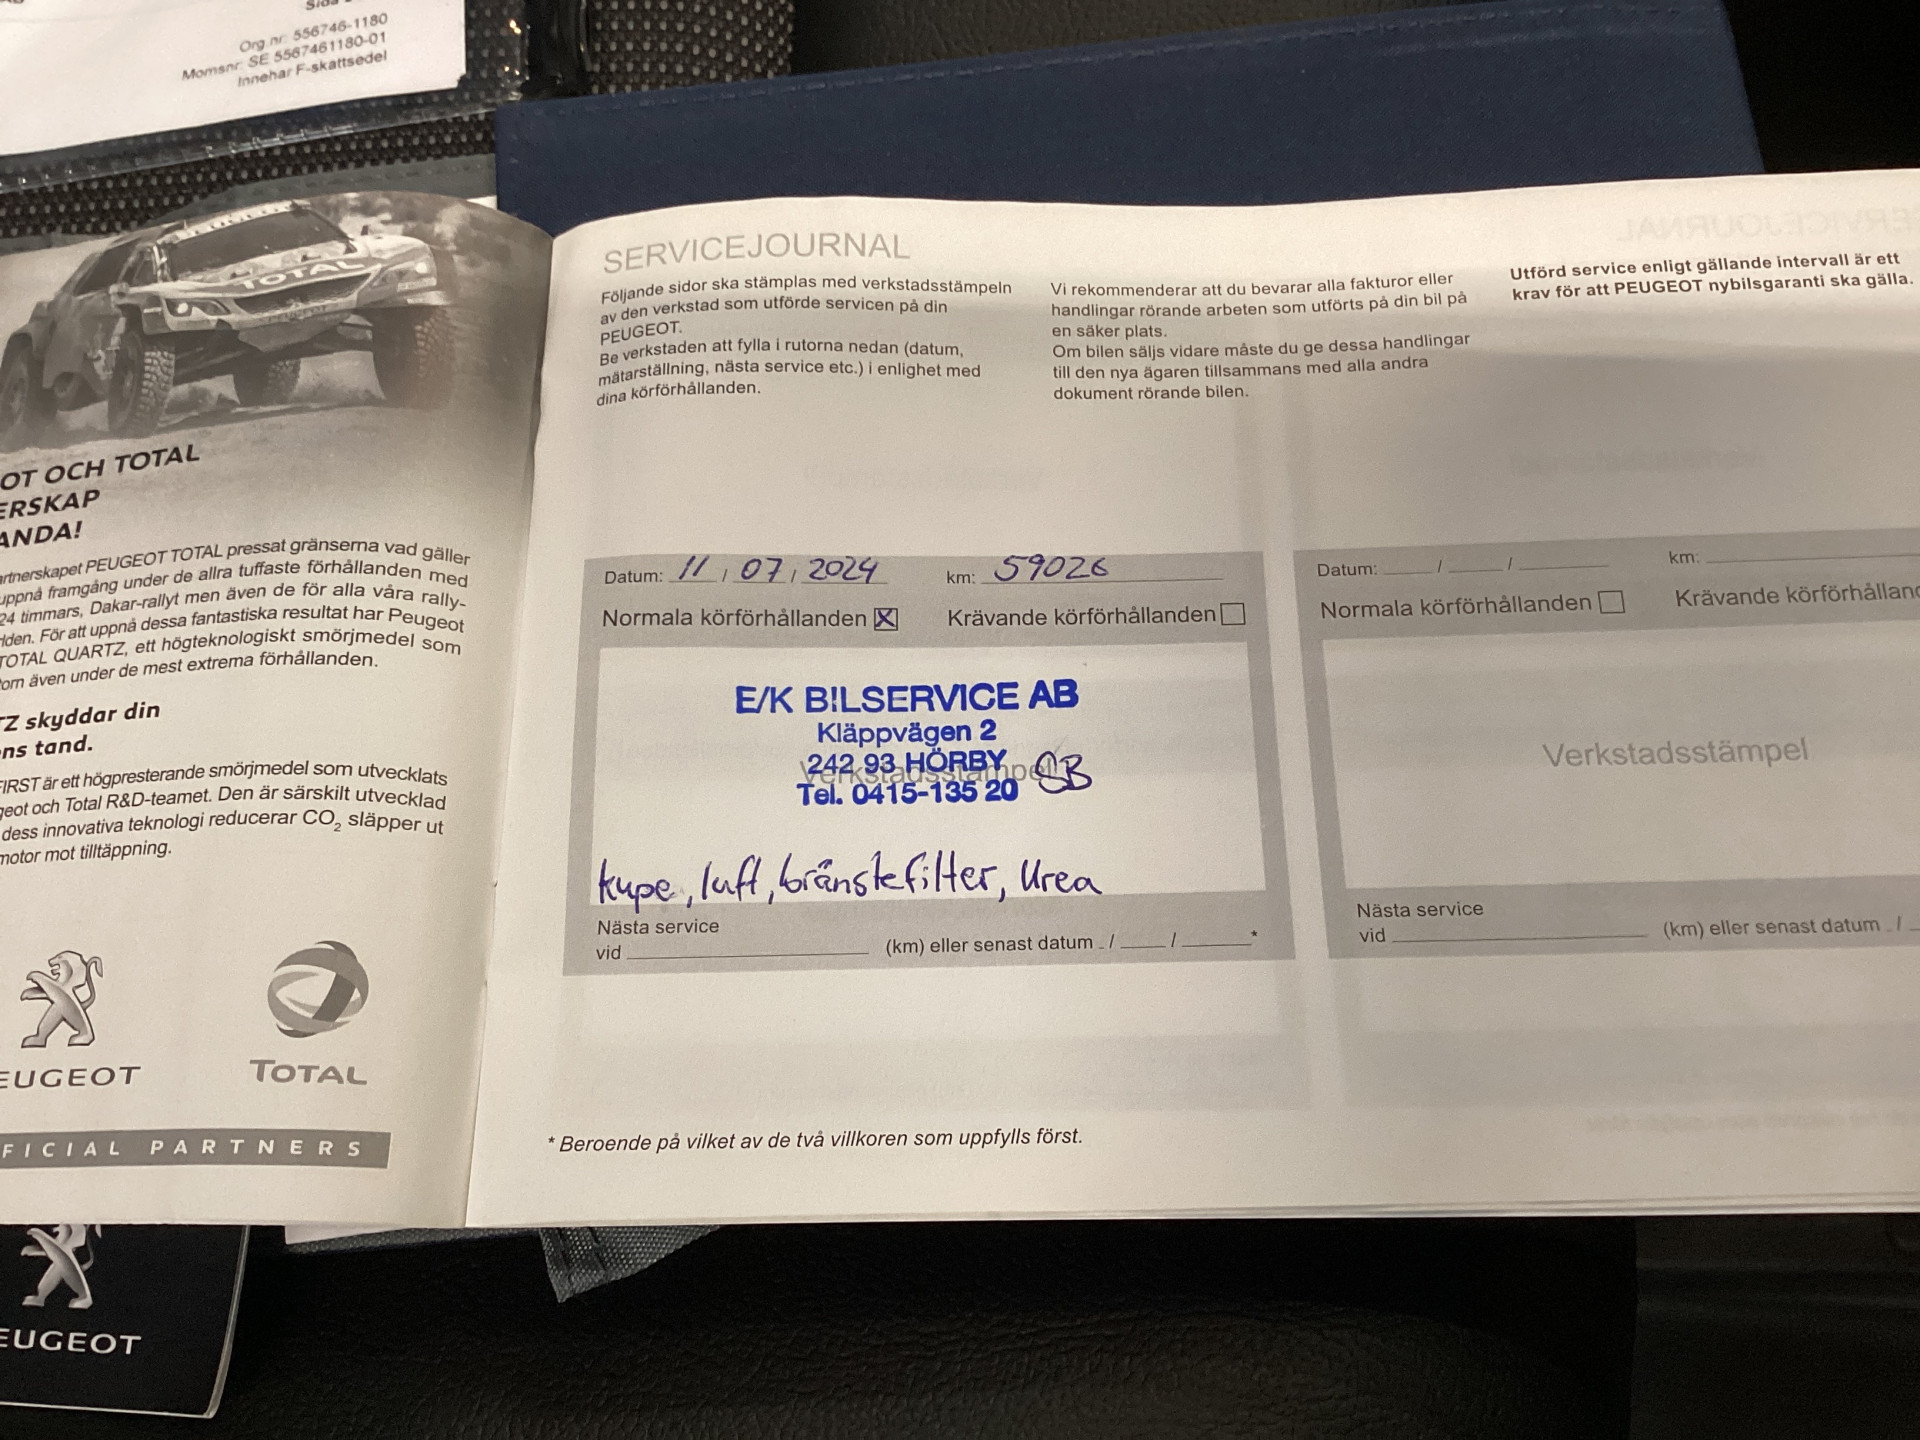 Org.nr: 556746-1180
Momsnr: SE 5567461180-01
Innehar F-skattsedel
TOTAL
PEUGEOT
OT OCH TOTAL
ERSKAP
ANDA!
artnerskapet PEUGEOT TOTAL pressat gränserna vad gäller
uppnå framgång under de allra tuffaste förhållanden med
24 timmars, Dakar-rallyt men även de för alla våra rally-
lden. För att uppnå dessa fantastiska resultat har Peugeot
TOTAL QUARTZ, ett högteknologiskt smörjmedel som
tom även under de mest extrema förhållanden.
TZ skyddar din
ns tand.
FIRST är ett högpresterande smörjmedel som utvecklats
geot och Total R&D-teamet. Den är särskilt utvecklad
dess innovativa teknologi reducerar CO₂ släpper ut
motor mot tilltäppning.
EUGEOT
TOTAL
FICIAL PARTNERS
EUGEOT
SERVICEJOURNAL
Följande sidor ska stämplas med verkstadsstämpeln
av den verkstad som utförde servicen på din
PEUGEOT.
Be verkstaden att fylla i rutorna nedan (datum,
mätarställning, nästa service etc.) i enlighet med
dina körförhållanden.
Vi rekommenderar att du bevarar alla fakturor eller
handlingar rörande arbeten som utförts på din bil på
en säker plats.
Om bilen säljs vidare måste du ge dessa handlingar
till den nya ägaren tillsammans med alla andra
dokument rörande bilen.
Utförd service enligt gällande intervall är ett
krav för att PEUGEOT nybilsgaranti ska gälla.
Datum: 11 / 07 / 2024 km: 59026
Normala körförhållanden X Krävande körförhållanden
E/K BILSERVICE AB
Kläppvägen 2
242 93 HÖRBY
Verkstadsstämpel SB
Tel. 0415-135 20
kupe, luft, bränslefilter, Urea
Nästa service
vid (km) eller senast datum / / *
Datum: / / km:
Normala körförhållanden Krävande körförhålland
Verkstadsstämpel
Nästa service
vid (km) eller senast datum /
* Beroende på vilket av de två villkoren som uppfylls först.